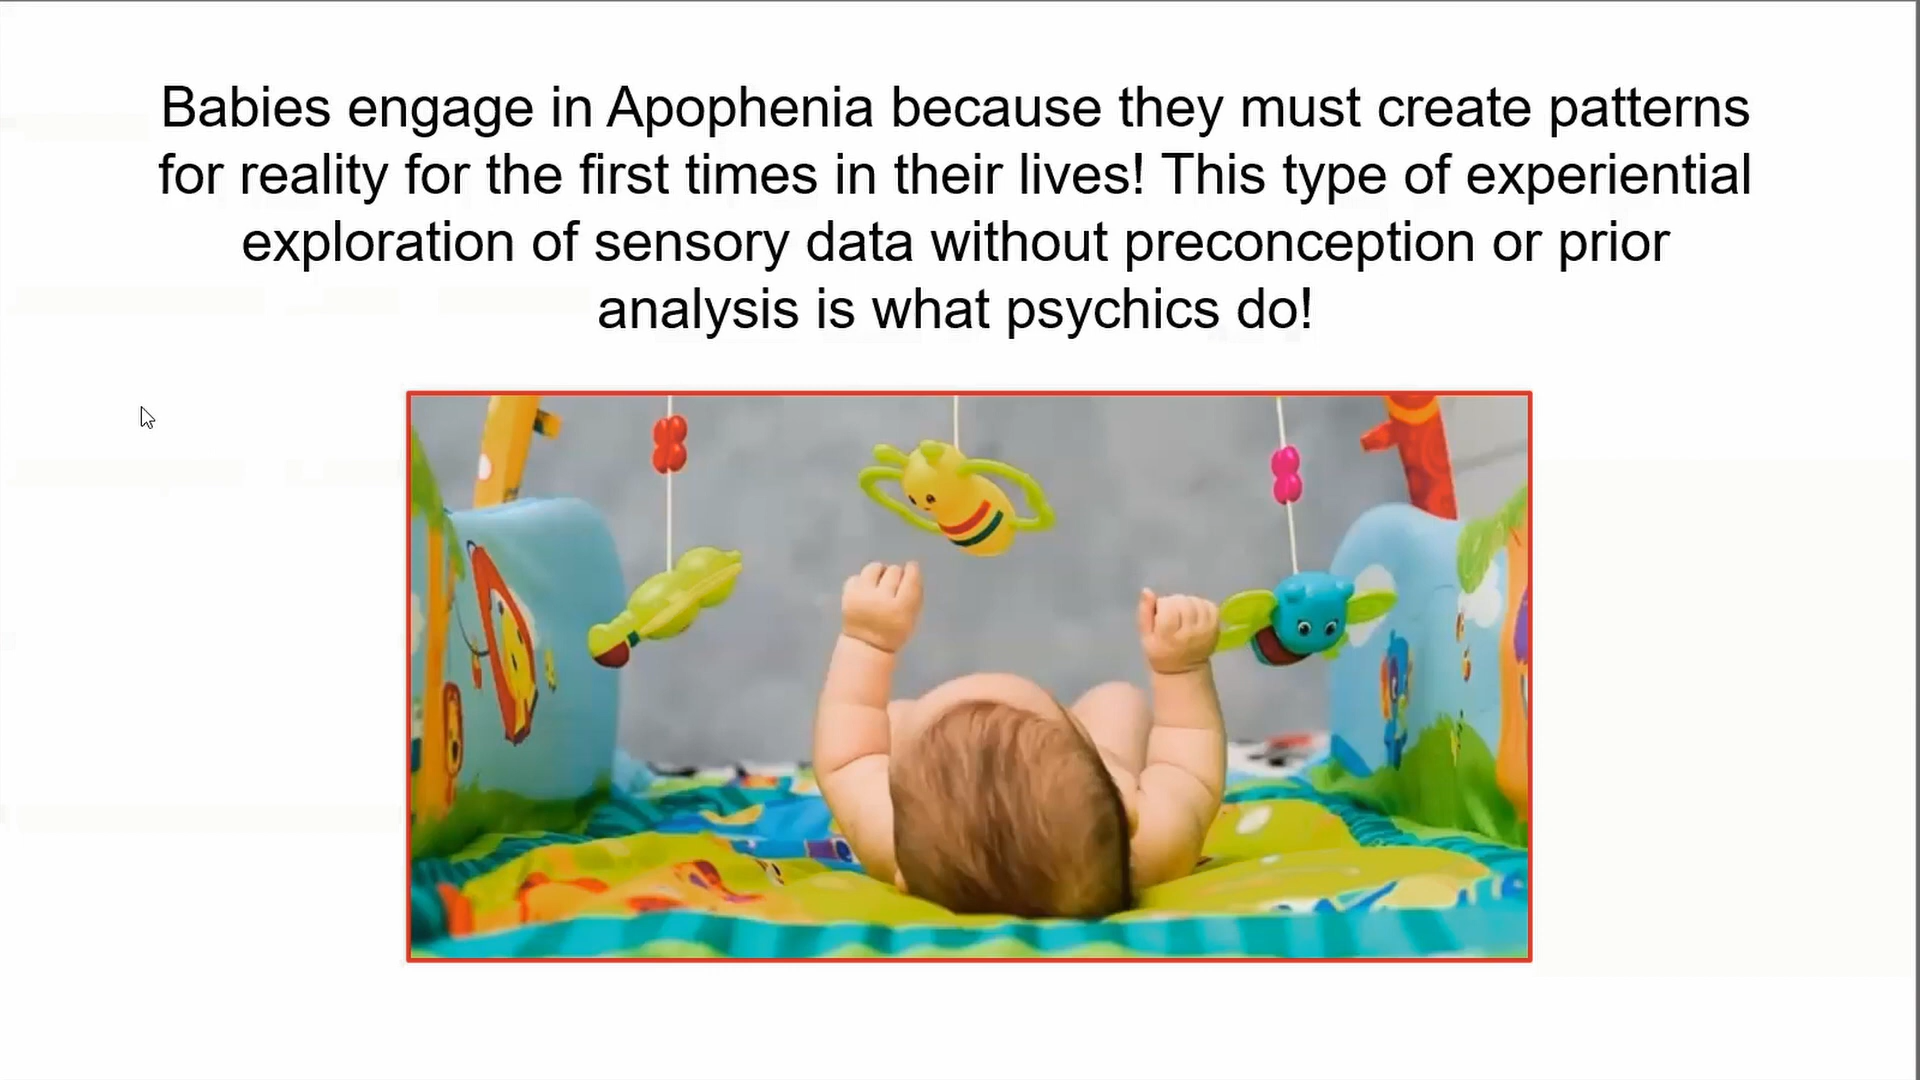 Babies engage in Apophenia because they must create patterns
for reality for the first times in their lives! This type of experiential
exploration of sensory data without preconception or prior
analysis is what psychics do!